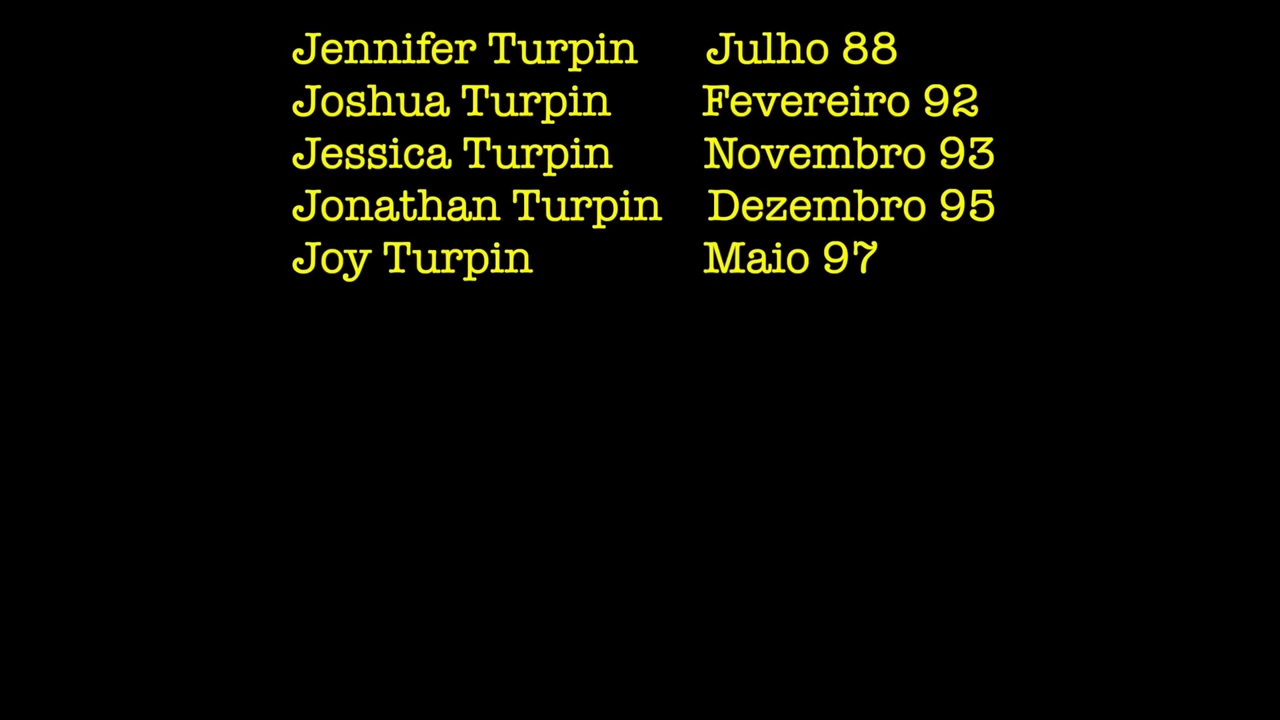 Jennifer Turpin Julho 88
Joshua Turpin Fevereiro 92
Jessica Turpin Novembro 93
Jonathan Turpin Dezembro 95
Joy Turpin Maio 97